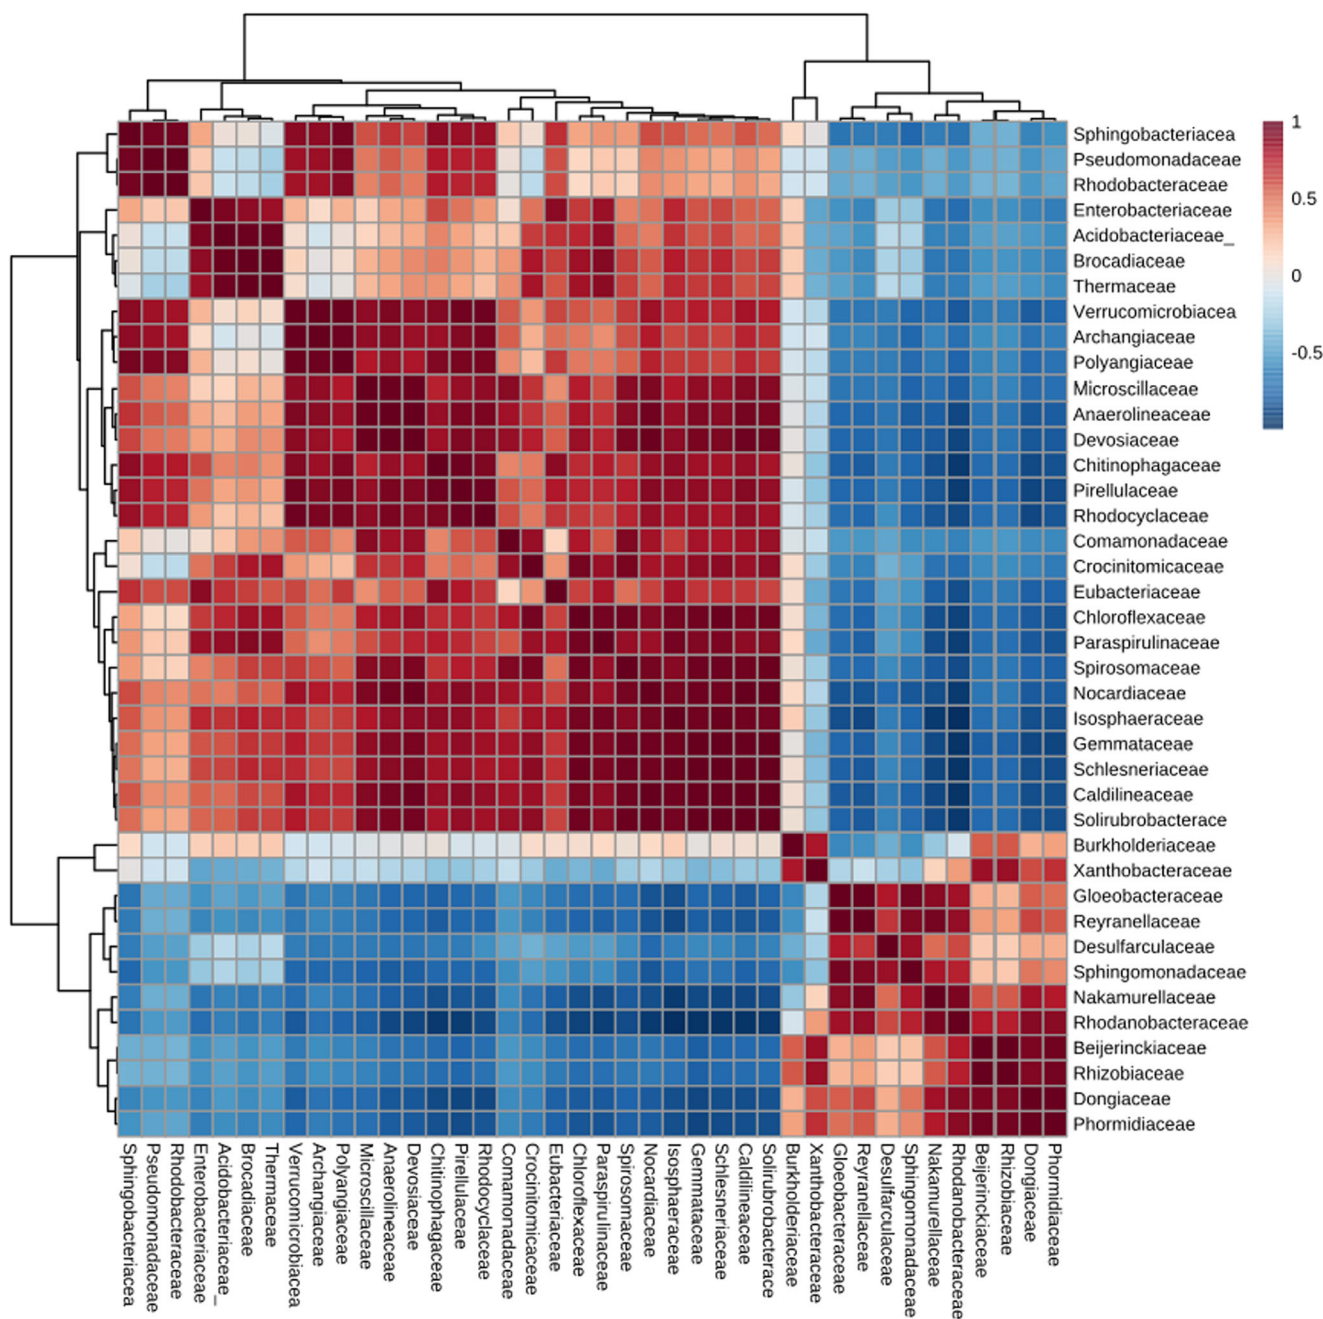 Sphingobacteriacea
Pseudomonadaceae
Rhodobacteraceae
Enterobacteriaceae
Acidobacteriaceae_
Brocadiaceae
Thermaceae
Verrucomicrobiacea
Archangiaceae
Polyangiaceae
Microscillaceae
Anaerolineaceae
Devosiaceae
Chitinophagaceae
Pirellulaceae
Rhodocyclaceae
Comamonadaceae
Crocinitomicaceae
Eubacteriaceae
Chloroflexaceae
Paraspirulinaceae
Spirosomaceae
Nocardiaceae
Isosphaeraceae
Gemmataceae
Schlesneriaceae
Caldilineaceae
Solirubrobacterace
Burkholderiaceae
Xanthobacteraceae
Gloeobacteraceae
Reyranellaceae
Desulfarculaceae
Sphingomonadaceae
Nakamurellaceae
Rhodanobacteraceae
Beijerinckiaceae
Rhizobiaceae
Dongiaceae
Phormidiaceae
1
0.5
0
-0.5
Sphingobacteriacea
Pseudomonadaceae
Rhodobacteraceae
Enterobacteriaceae
Acidobacteriaceae_
Brocadiaceae
Thermaceae
Verrucomicrobiacea
Archangiaceae
Polyangiaceae
Microscillaceae
Anaerolineaceae
Devosiaceae
Chitinophagaceae
Pirellulaceae
Rhodocyclaceae
Comamonadaceae
Crocinitomicaceae
Eubacteriaceae
Chloroflexaceae
Paraspirulinaceae
Spirosomaceae
Nocardiaceae
Isosphaeraceae
Gemmataceae
Schlesneriaceae
Caldilineaceae
Solirubrobacterace
Burkholderiaceae
Xanthobacteraceae
Gloeobacteraceae
Reyranellaceae
Desulfarculaceae
Sphingomonadaceae
Nakamurellaceae
Rhodanobacteraceae
Beijerinckiaceae
Rhizobiaceae
Dongiaceae
Phormidiaceae